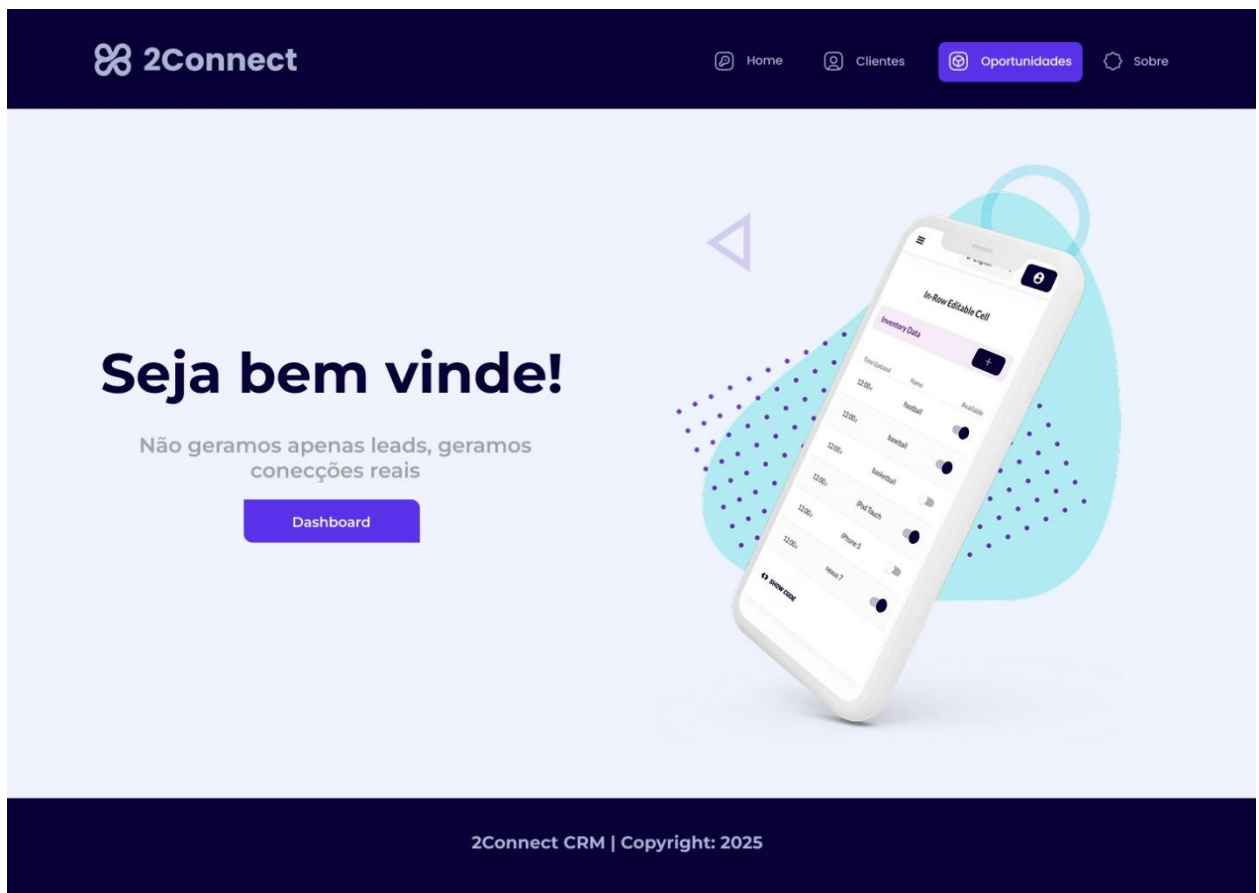 2Connect
Home
Clientes
Oportunidades
Sobre
Seja bem vinde!
Não geramos apenas leads, geramos
conecções reais
Dashboard
In-Row Editable Cell
Inventory Data
+
Time Updated Name Available
12:00 football
12:00 baseball
12:00 basketball
12:00 iPod Touch
12:00 iPhone 5
12:00 nexus 7
SHOW CODE
2Connect CRM | Copyright: 2025